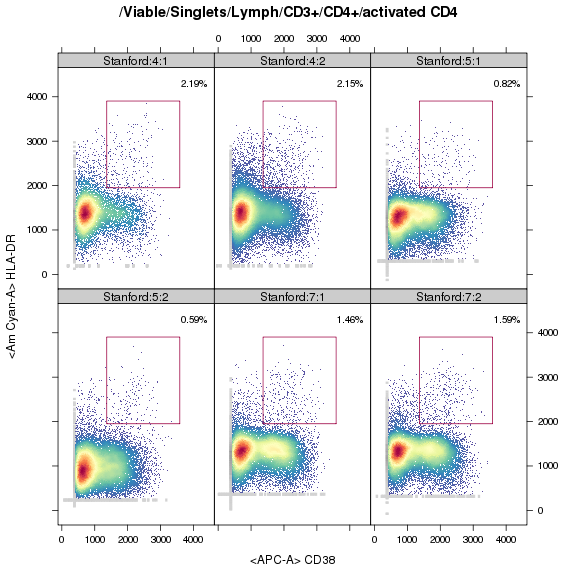 /Viable/Singlets/Lymph/CD3+/CD4+/activated CD4
0 1000 2000 3000 4000
Stanford:4:1 Stanford:4:2 Stanford:5:1
2.19% 2.15% 0.82%
4000
3000
2000
1000
0
Stanford:5:2 Stanford:7:1 Stanford:7:2
0.59% 1.46% 1.59%
4000
3000
2000
1000
0
0 1000 2000 3000 4000 0 1000 2000 3000 4000
<Am Cyan-A> HLA-DR
<APC-A> CD38